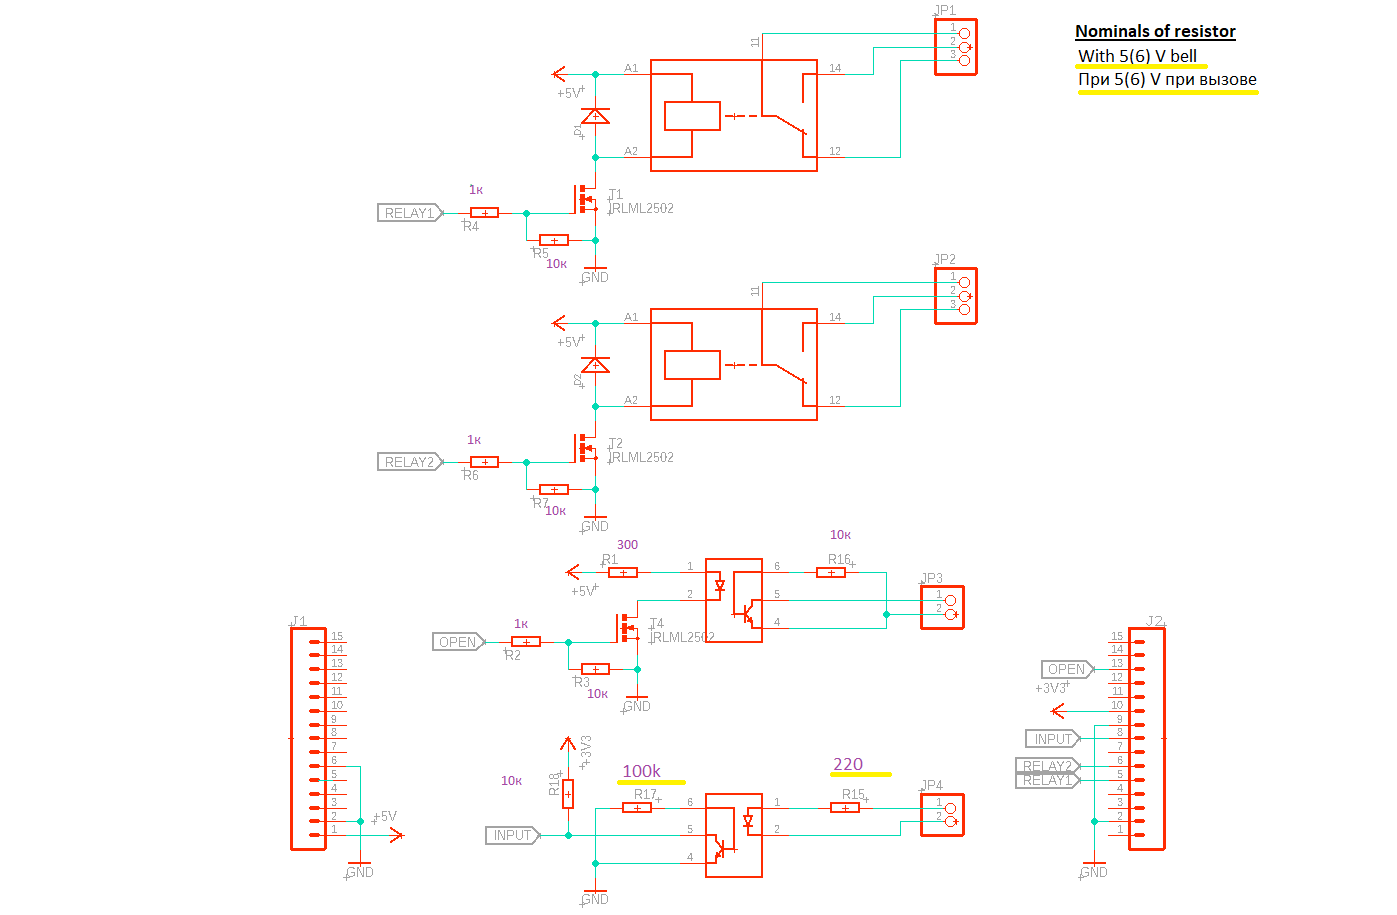 JP1
Nominals of resistor
With 5(6) V bell
При 5(6) V при вызове
11
1
2
3
A1
14
+5V
D1
A2
12
1к
T1
IRLML2502
RELAY1
R4
R5
10к
GND
JP2
11
1
2
3
A1
14
+5V
D2
A2
12
1к
T2
IRLML2502
RELAY2
R6
R7
10к
GND
300
10к
R1
R16
1
6
JP3
+5V
2
5
1
2
1к
T4
IRLML2502
4
OPEN
R2
R3
10к
GND
J1
15
14
13
12
11
10
9
8
7
6
5
4
3
2
1
+5V
GND
J2
15
14
13
12
11
10
9
8
7
6
5
4
3
2
1
OPEN
+3V3
INPUT
RELAY2
RELAY1
GND
+3V3
10к
R18
100k
220
R17
R15
JP4
6
1
1
2
INPUT
5
2
4
GND